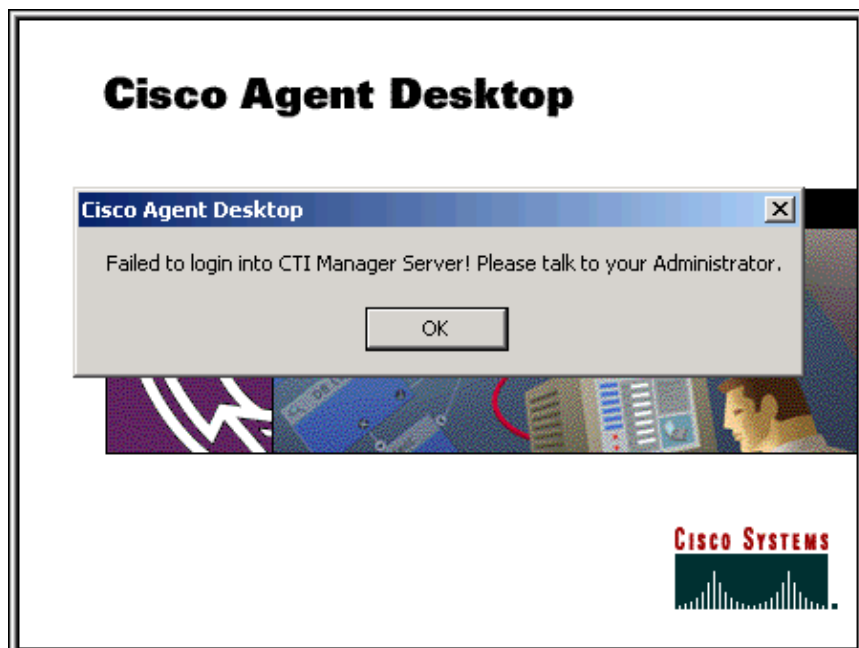 Cisco Agent Desktop
Cisco Agent Desktop
Failed to login into CTI Manager Server! Please talk to your Administrator.
OK
CISCO SYSTEMS